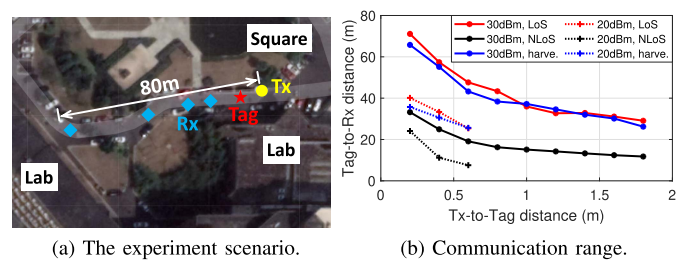 Square
80m
Tx
Rx
Tag
Lab
Lab
(a) The experiment scenario.
Tag-to-Rx distance (m)
80
60
40
20
0
30dBm, LoS
20dBm, LoS
30dBm, NLoS
20dBm, NLoS
30dBm, harve.
20dBm, harve.
0 0.5 1 1.5 2
Tx-to-Tag distance (m)
(b) Communication range.